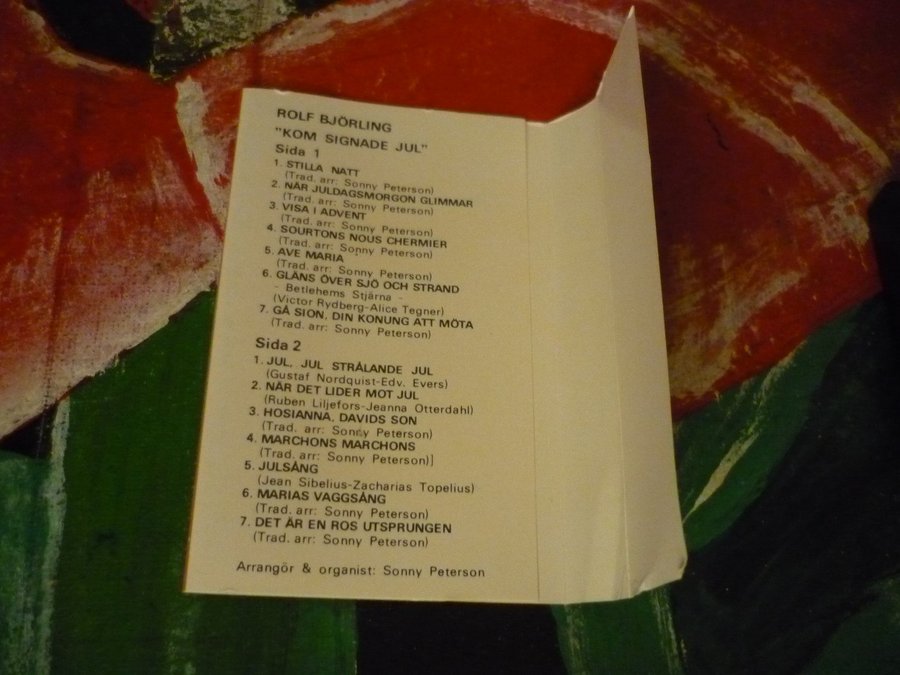 ROLF BJÖRLING
"KOM SIGNADE JUL"
Sida 1
1. STILLA NATT
(Trad. arr: Sonny Peterson)
2. NÄR JULDAGSMORGON GLIMMAR
(Trad. arr: Sonny Peterson)
3. VISA I ADVENT
(Trad. arr: Sonny Peterson)
4. SOURTONS NOUS CHERMIER
(Trad. arr: Sonny Peterson)
5. AVE MARIA
(Trad. arr: Sonny Peterson)
6. GLÄNS ÖVER SJÖ OCH STRAND
- Betlehems Stjärna -
(Victor Rydberg-Alice Tegner)
7. GÅ SION, DIN KONUNG ATT MÖTA
(Trad. arr: Sonny Peterson)
Sida 2
1. JUL, JUL STRÅLANDE JUL
(Gustaf Nordquist-Edv. Evers)
2. NÄR DET LIDER MOT JUL
(Ruben Liljefors-Jeanna Otterdahl)
3. HOSIANNA, DAVIDS SON
(Trad. arr: Sonny Peterson)
4. MARCHONS MARCHONS
(Trad. arr: Sonny Peterson)]
5. JULSÅNG
(Jean Sibelius-Zacharias Topelius)
6. MARIAS VAGGSÅNG
(Trad. arr: Sonny Peterson)
7. DET ÄR EN ROS UTSPRUNGEN
(Trad. arr: Sonny Peterson)
Arrangör & organist: Sonny Peterson